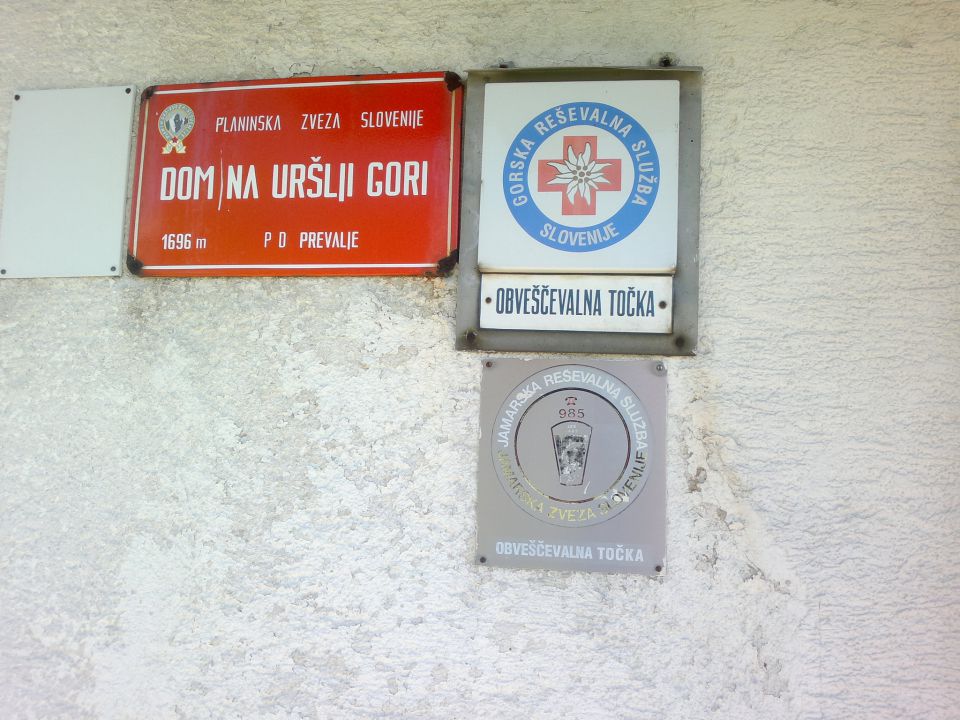 PLANINSKA ZVEZA SLOVENIJE
DOM NA URŠLJI GORI
1696 m P D PREVALJE
GORSKA REŠEVALNA SLUŽBA
SLOVENIJE
OBVEŠČEVALNA TOČKA
JAMARSKA REŠEVALNA SLUŽBA
☎
985
JAMARSKA ZVEZA SLOVENIJE
OBVEŠČEVALNA TOČKA